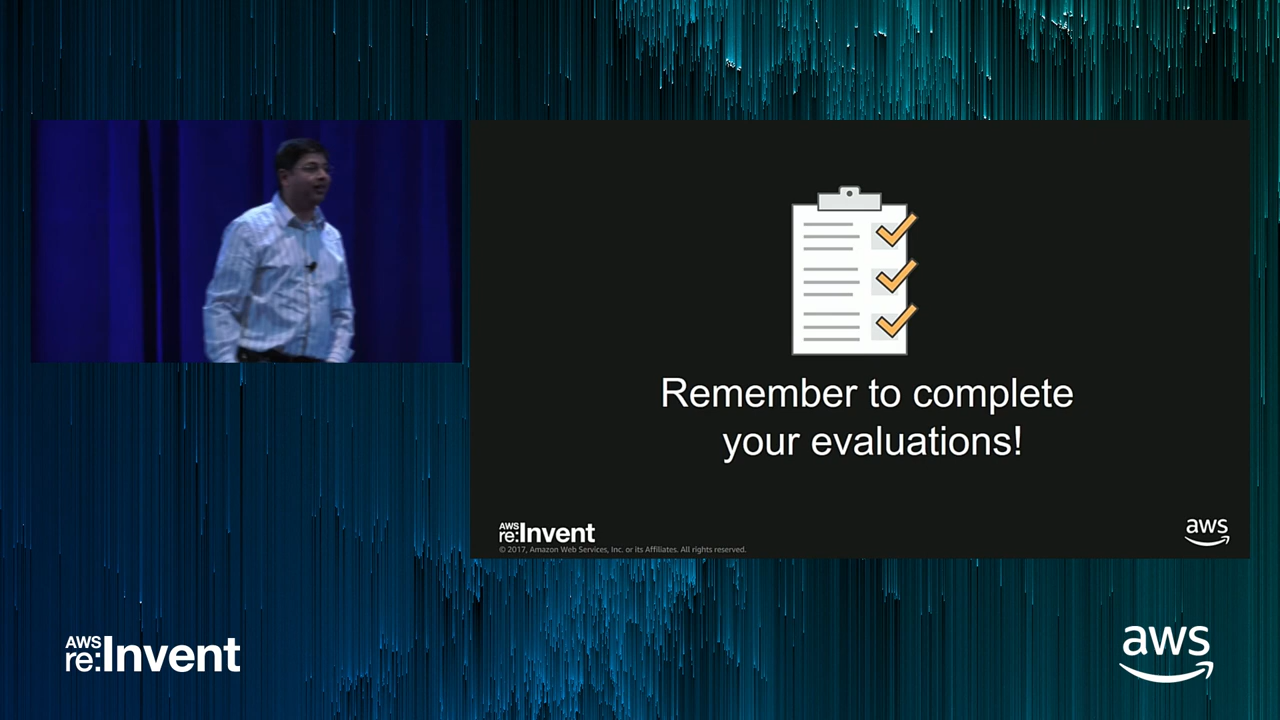 Remember to complete
your evaluations!
AWS
re:Invent
© 2017, Amazon Web Services, Inc. or its Affiliates. All rights reserved.
aws
AWS
re:Invent
aws